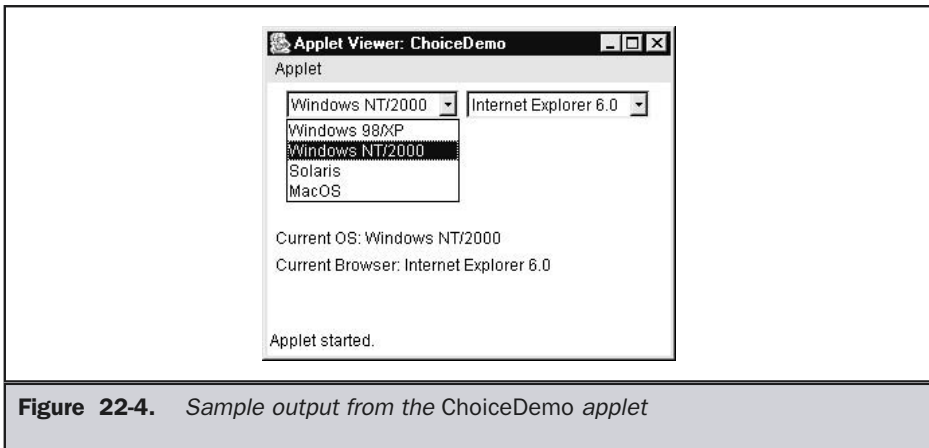 Applet Viewer: ChoiceDemo
Applet
Windows NT/2000 Internet Explorer 6.0
Windows 98/XP
Windows NT/2000
Solaris
MacOS
Current OS: Windows NT/2000
Current Browser: Internet Explorer 6.0
Applet started.
Figure 22-4. Sample output from the ChoiceDemo applet